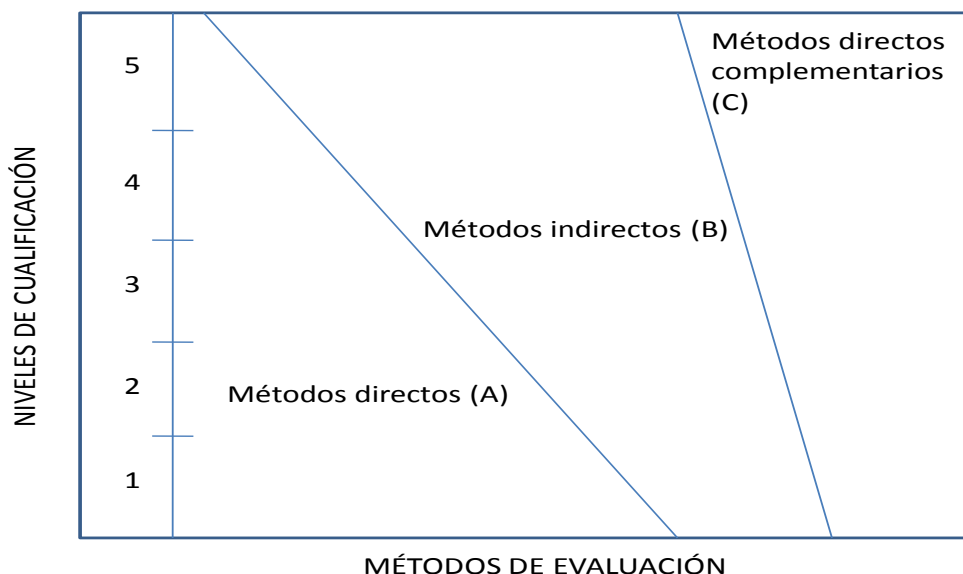 NIVELES DE CUALIFICACIÓN
5
4
3
2
1
Métodos directos
complementarios
(C)
Métodos indirectos (B)
Métodos directos (A)
MÉTODOS DE EVALUACIÓN